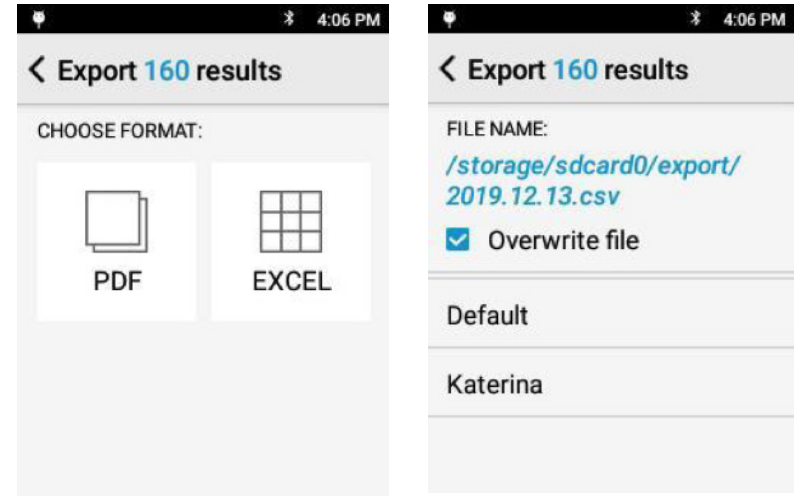 4:06 PM
Export 160 results
CHOOSE FORMAT:
PDF
EXCEL
4:06 PM
Export 160 results
FILE NAME:
/storage/sdcard0/export/
2019.12.13.csv
Overwrite file
Default
Katerina